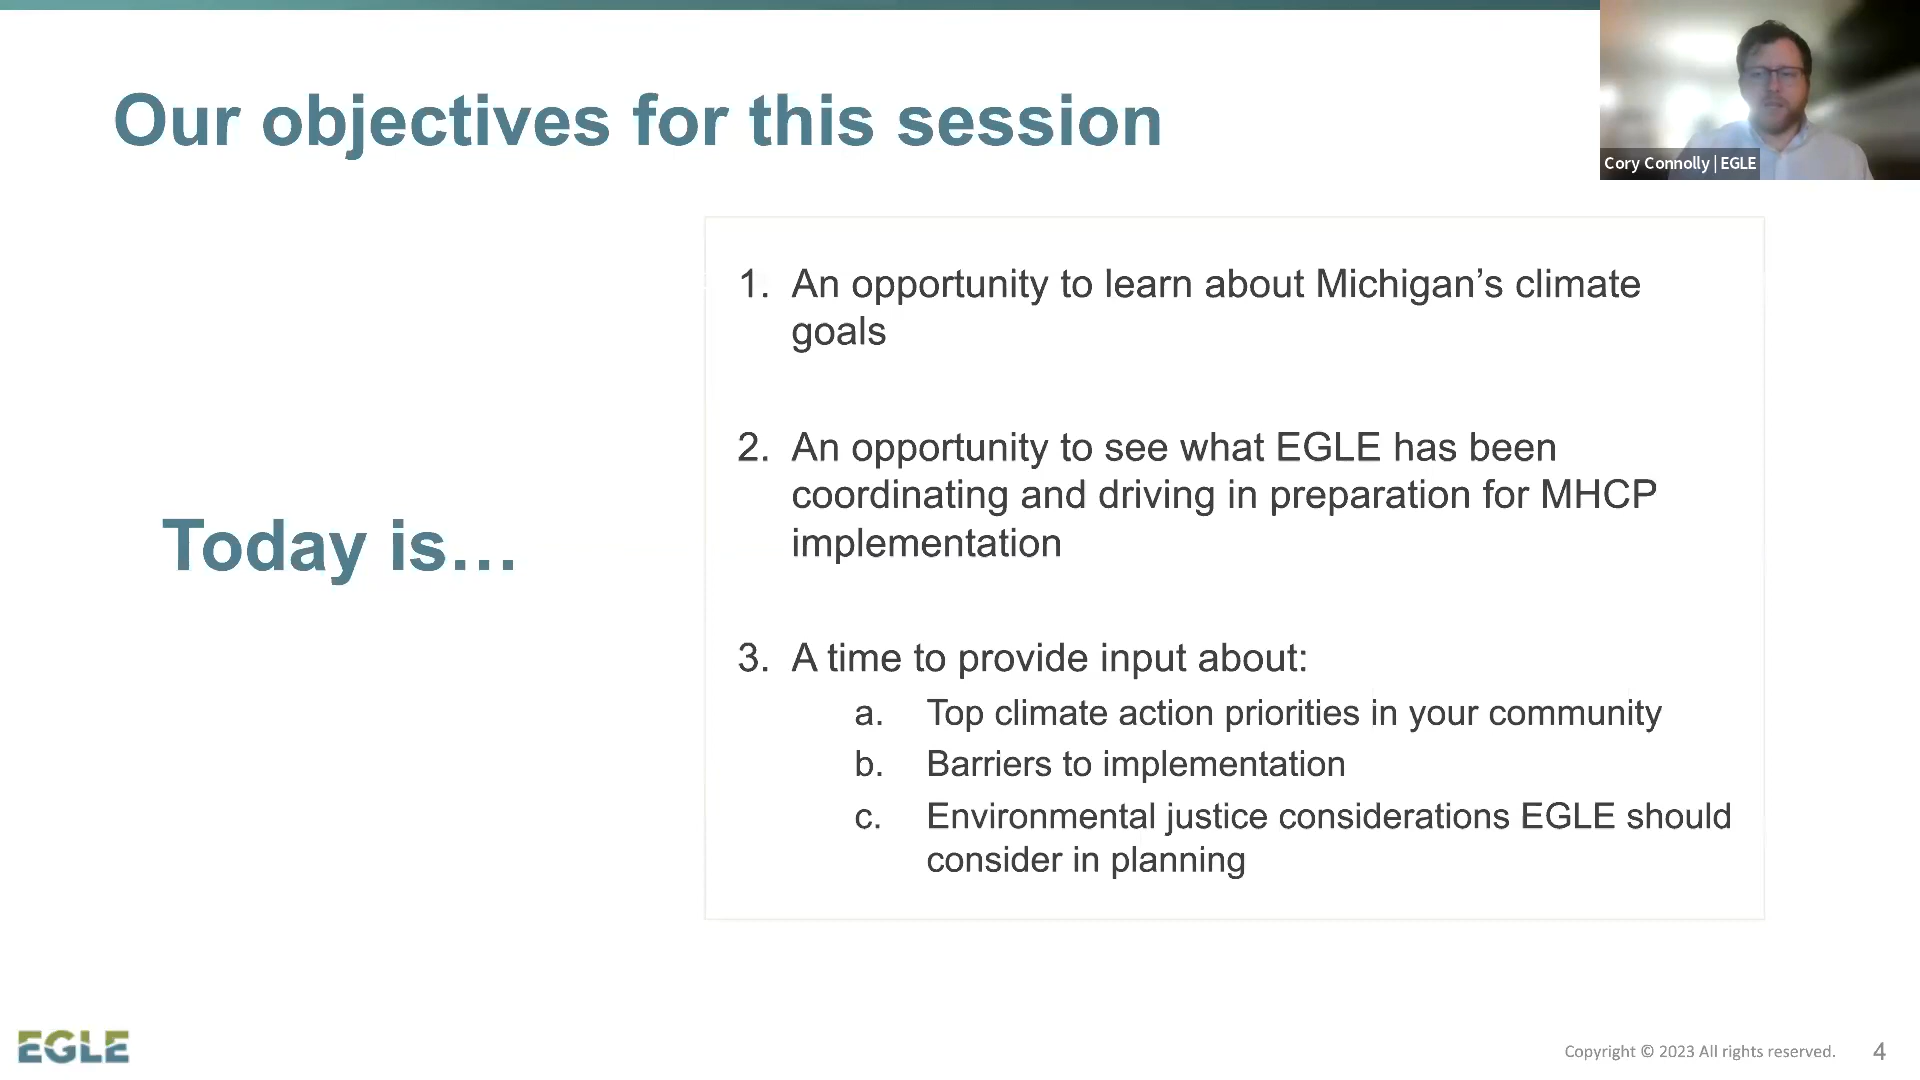 Our objectives for this session
Cory Connolly | EGLE
Today is…
1. An opportunity to learn about Michigan’s climate
goals
2. An opportunity to see what EGLE has been
coordinating and driving in preparation for MHCP
implementation
3. A time to provide input about:
a. Top climate action priorities in your community
b. Barriers to implementation
c. Environmental justice considerations EGLE should
consider in planning
EGLE
Copyright © 2023 All rights reserved. 4